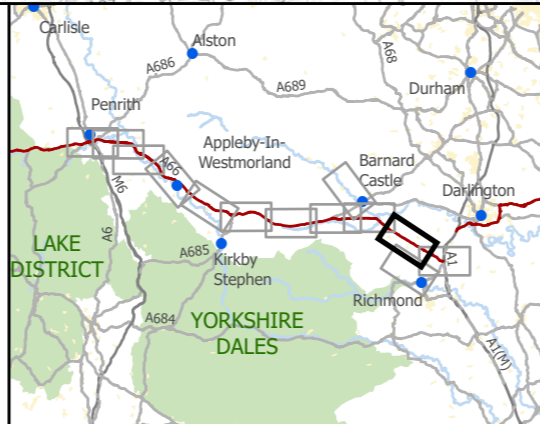 Carlisle
Alston
A68
A686
A689
Durham
Penrith
Appleby-In-
Westmorland
A66
Barnard
Castle
Darlington
M6
A6
LAKE
DISTRICT
A685
Kirkby
Stephen
A1
Richmond
A684
YORKSHIRE
DALES
A1(M)